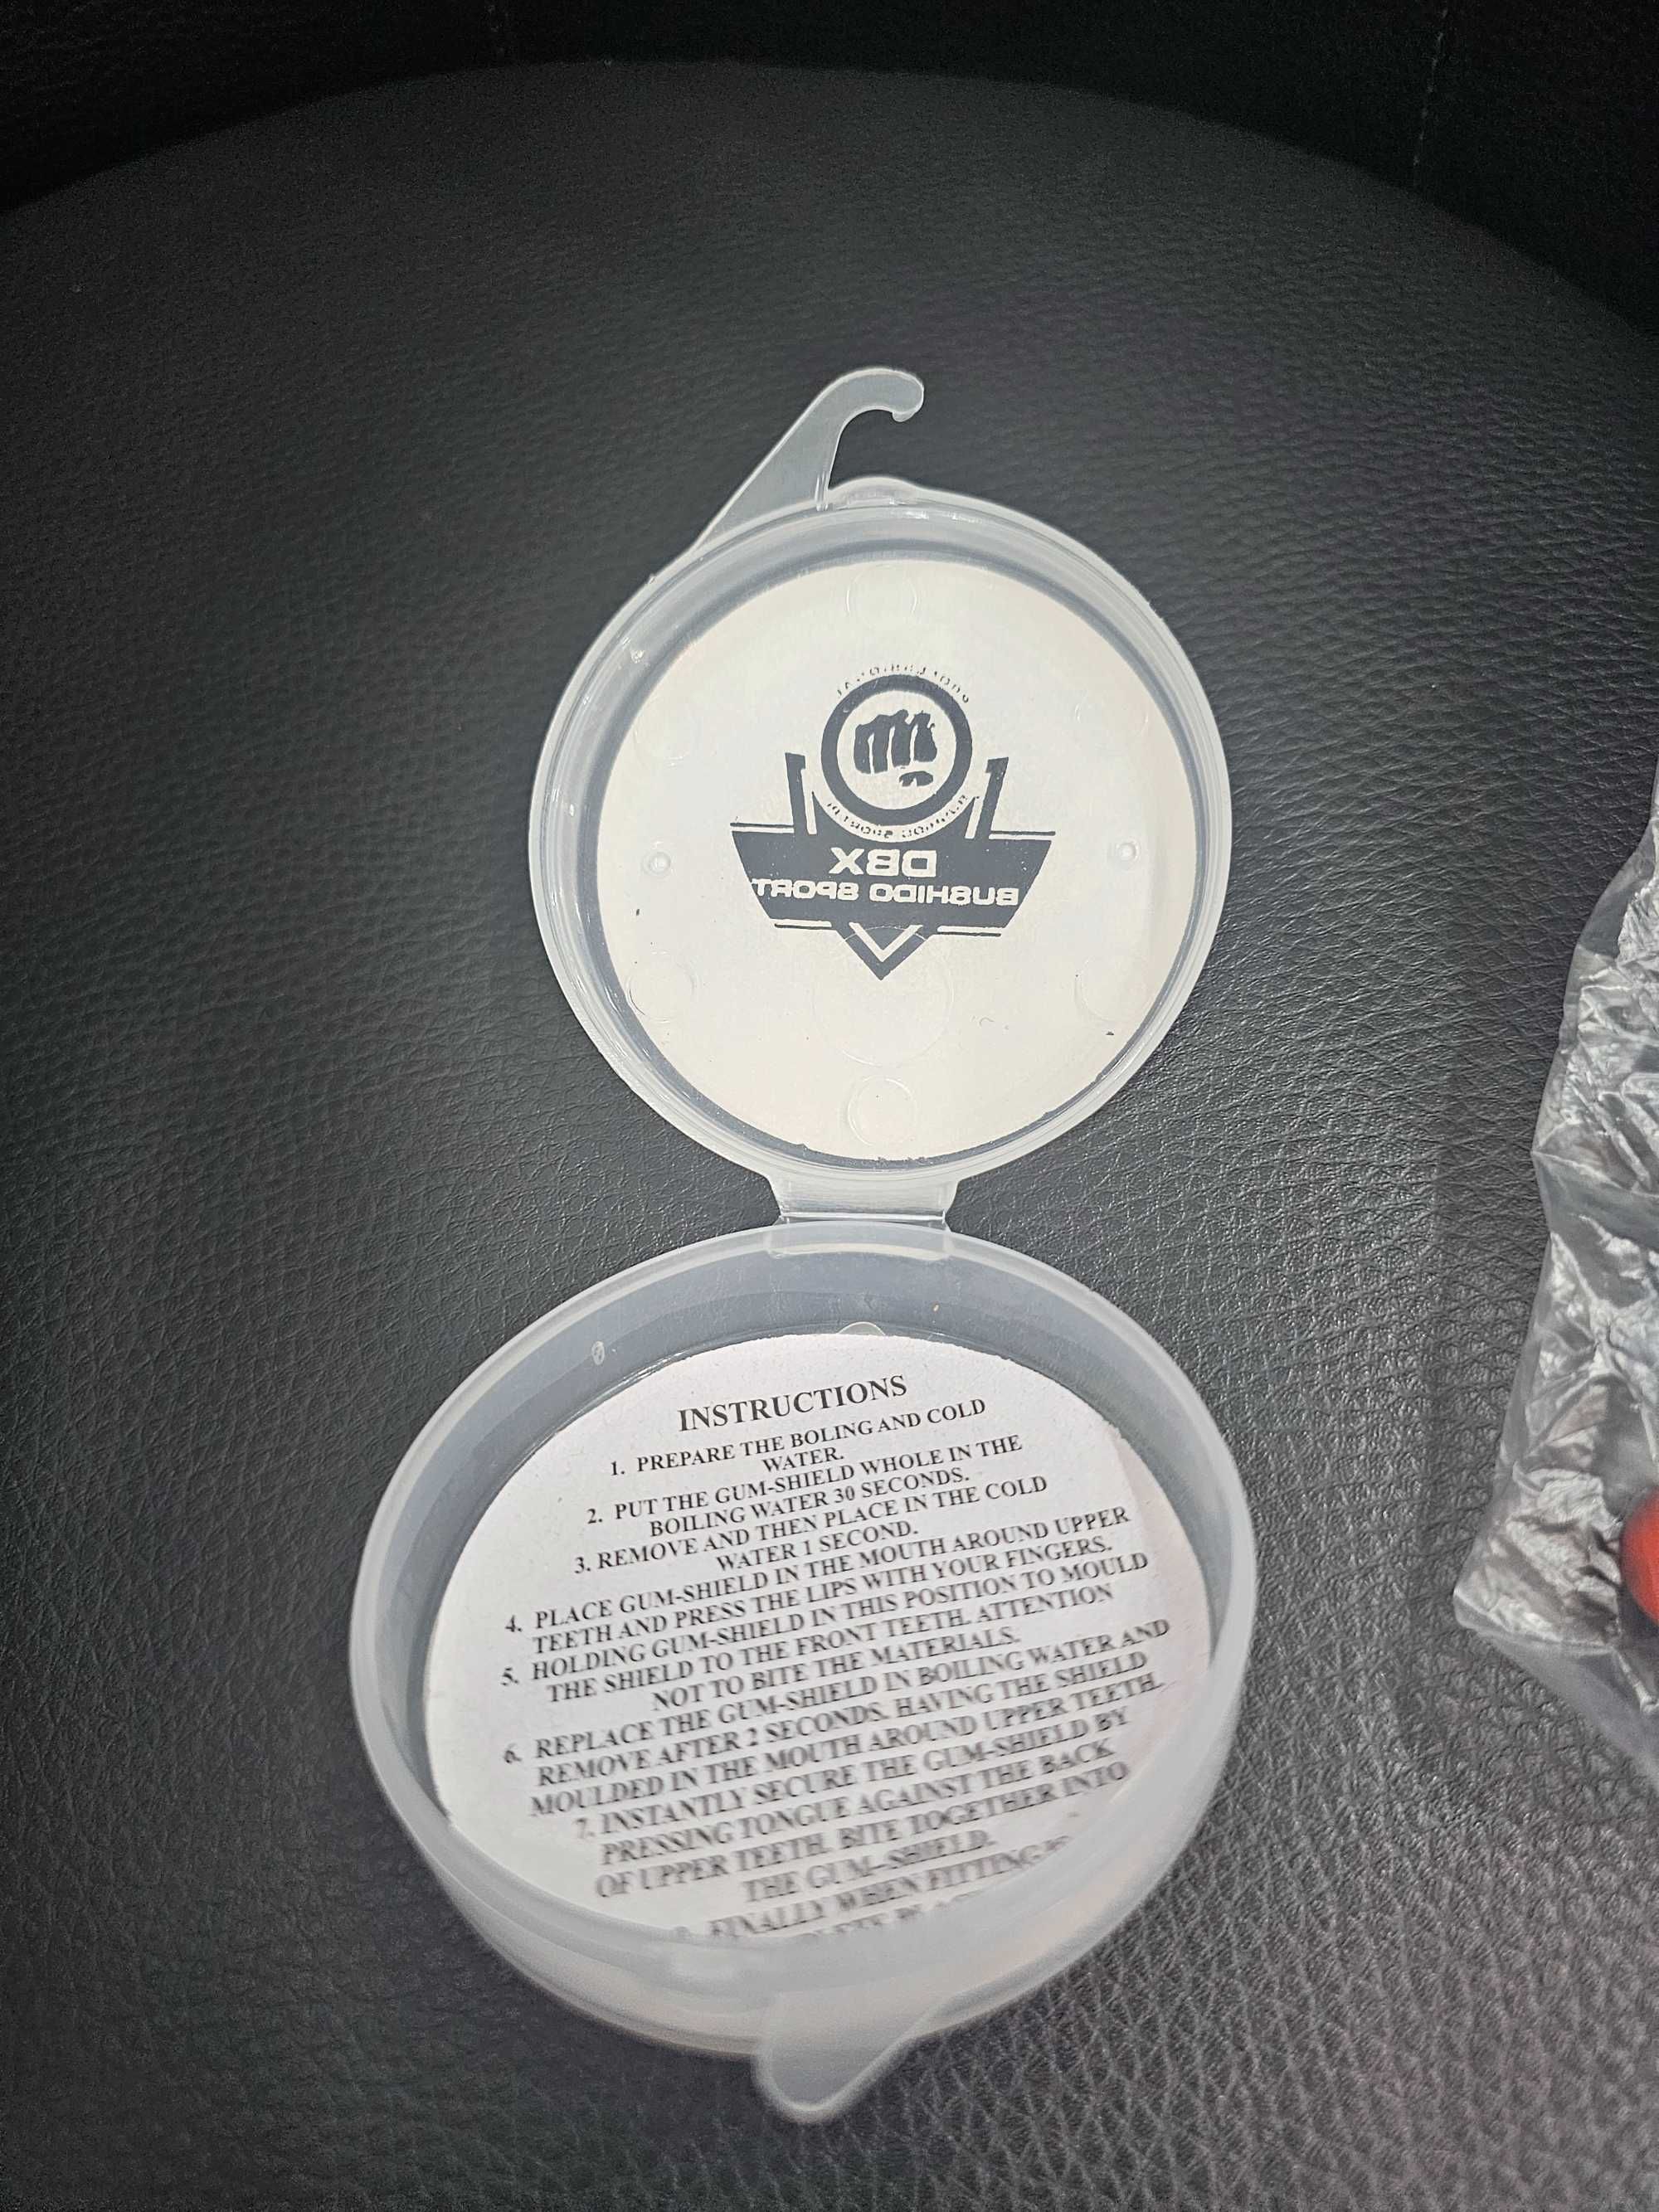 DBX
BUSHIDO SPORT
INSTRUCTIONS
1. PREPARE THE BOLING AND COLD
WATER.
2. PUT THE GUM-SHIELD WHOLE IN THE
BOILING WATER 30 SECONDS.
3. REMOVE AND THEN PLACE IN THE COLD
WATER 1 SECOND.
4. PLACE GUM-SHIELD IN THE MOUTH AROUND UPPER
TEETH AND PRESS THE LIPS WITH YOUR FINGERS.
5. HOLDING GUM-SHIELD IN THIS POSITION TO MOULD
THE SHIELD TO THE FRONT TEETH. ATTENTION
NOT TO BITE THE MATERIALS.
6. REPLACE THE GUM-SHIELD IN BOILING WATER AND
REMOVE AFTER 2 SECONDS. HAVING THE SHIELD
MOULDED IN THE MOUTH AROUND UPPER TEETH.
7. INSTANTLY SECURE THE GUM-SHIELD BY
PRESSING TONGUE AGAINST THE BACK
OF UPPER TEETH. BITE TOGETHER INTO
THE GUM-SHIELD.
FINALLY WHEN FITTING